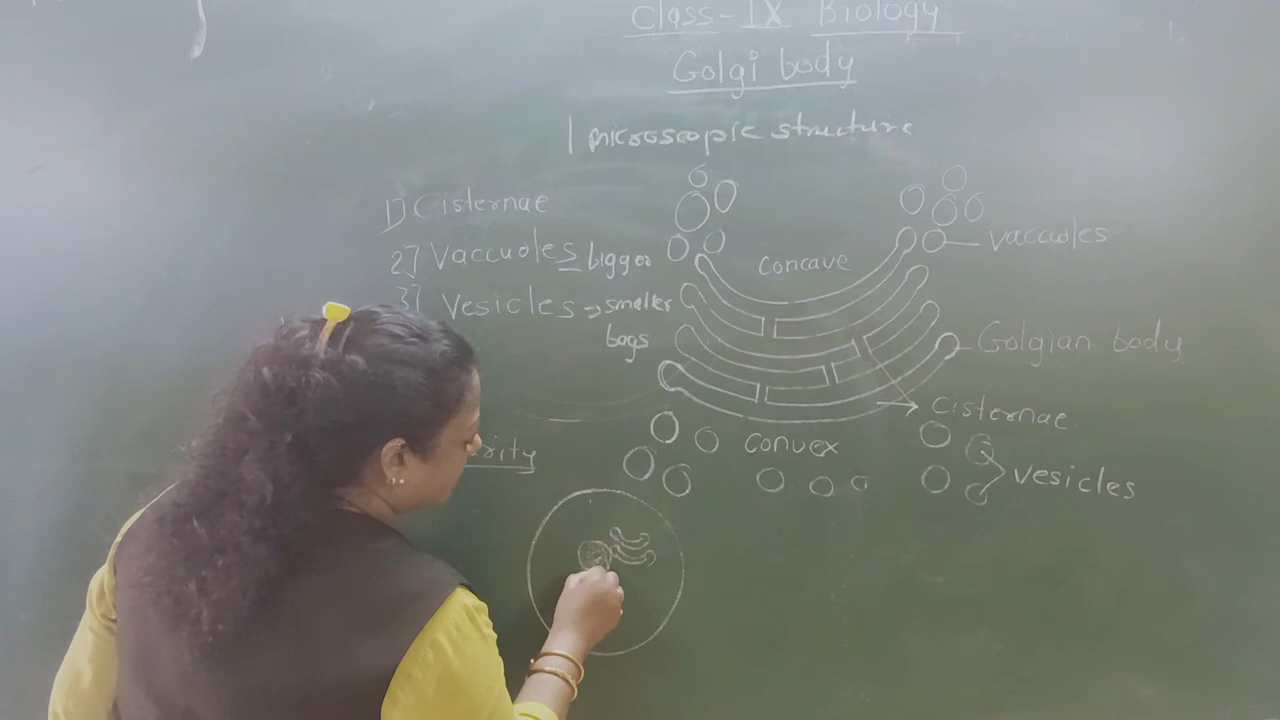 Class-IX Biology
Golgi body
microscopic structure
1) Cisternae
2] Vaccuoles bigger
3] Vesicles → smaller
bags
Concave
vaccuoles
Golgian body
Cisternae
convex
vesicles